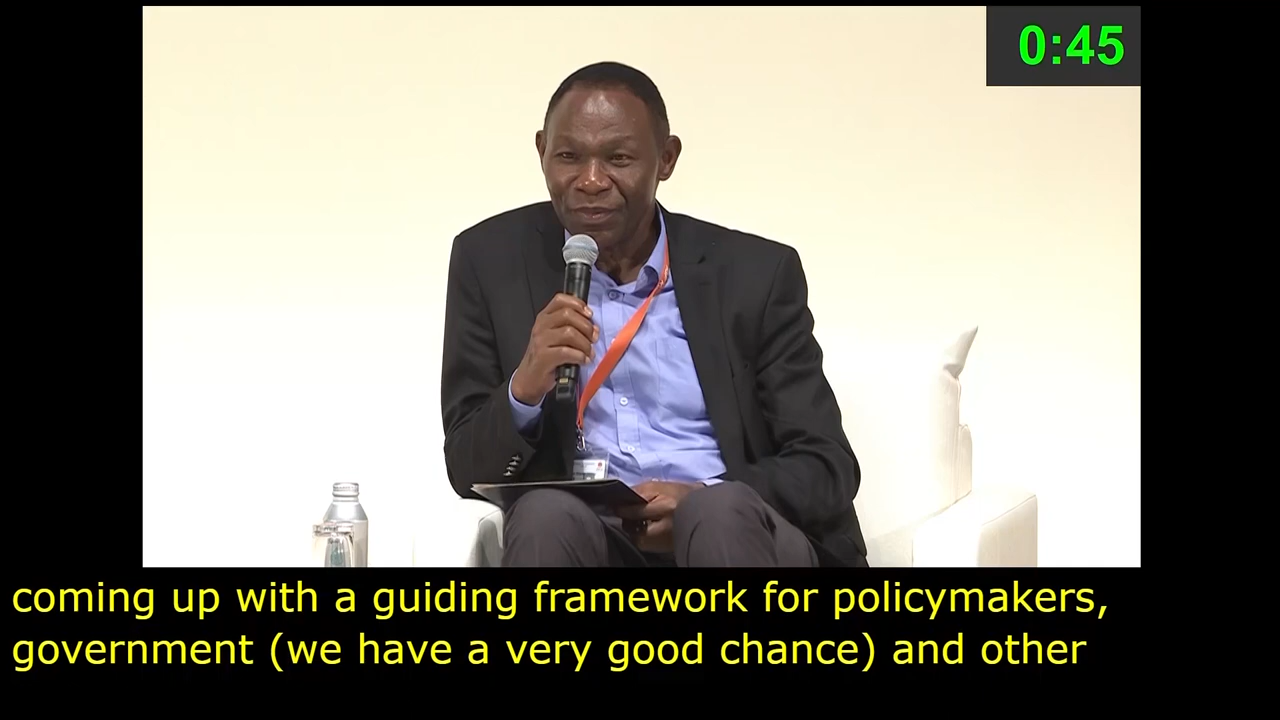 0:45
coming up with a guiding framework for policymakers,
government (we have a very good chance) and other